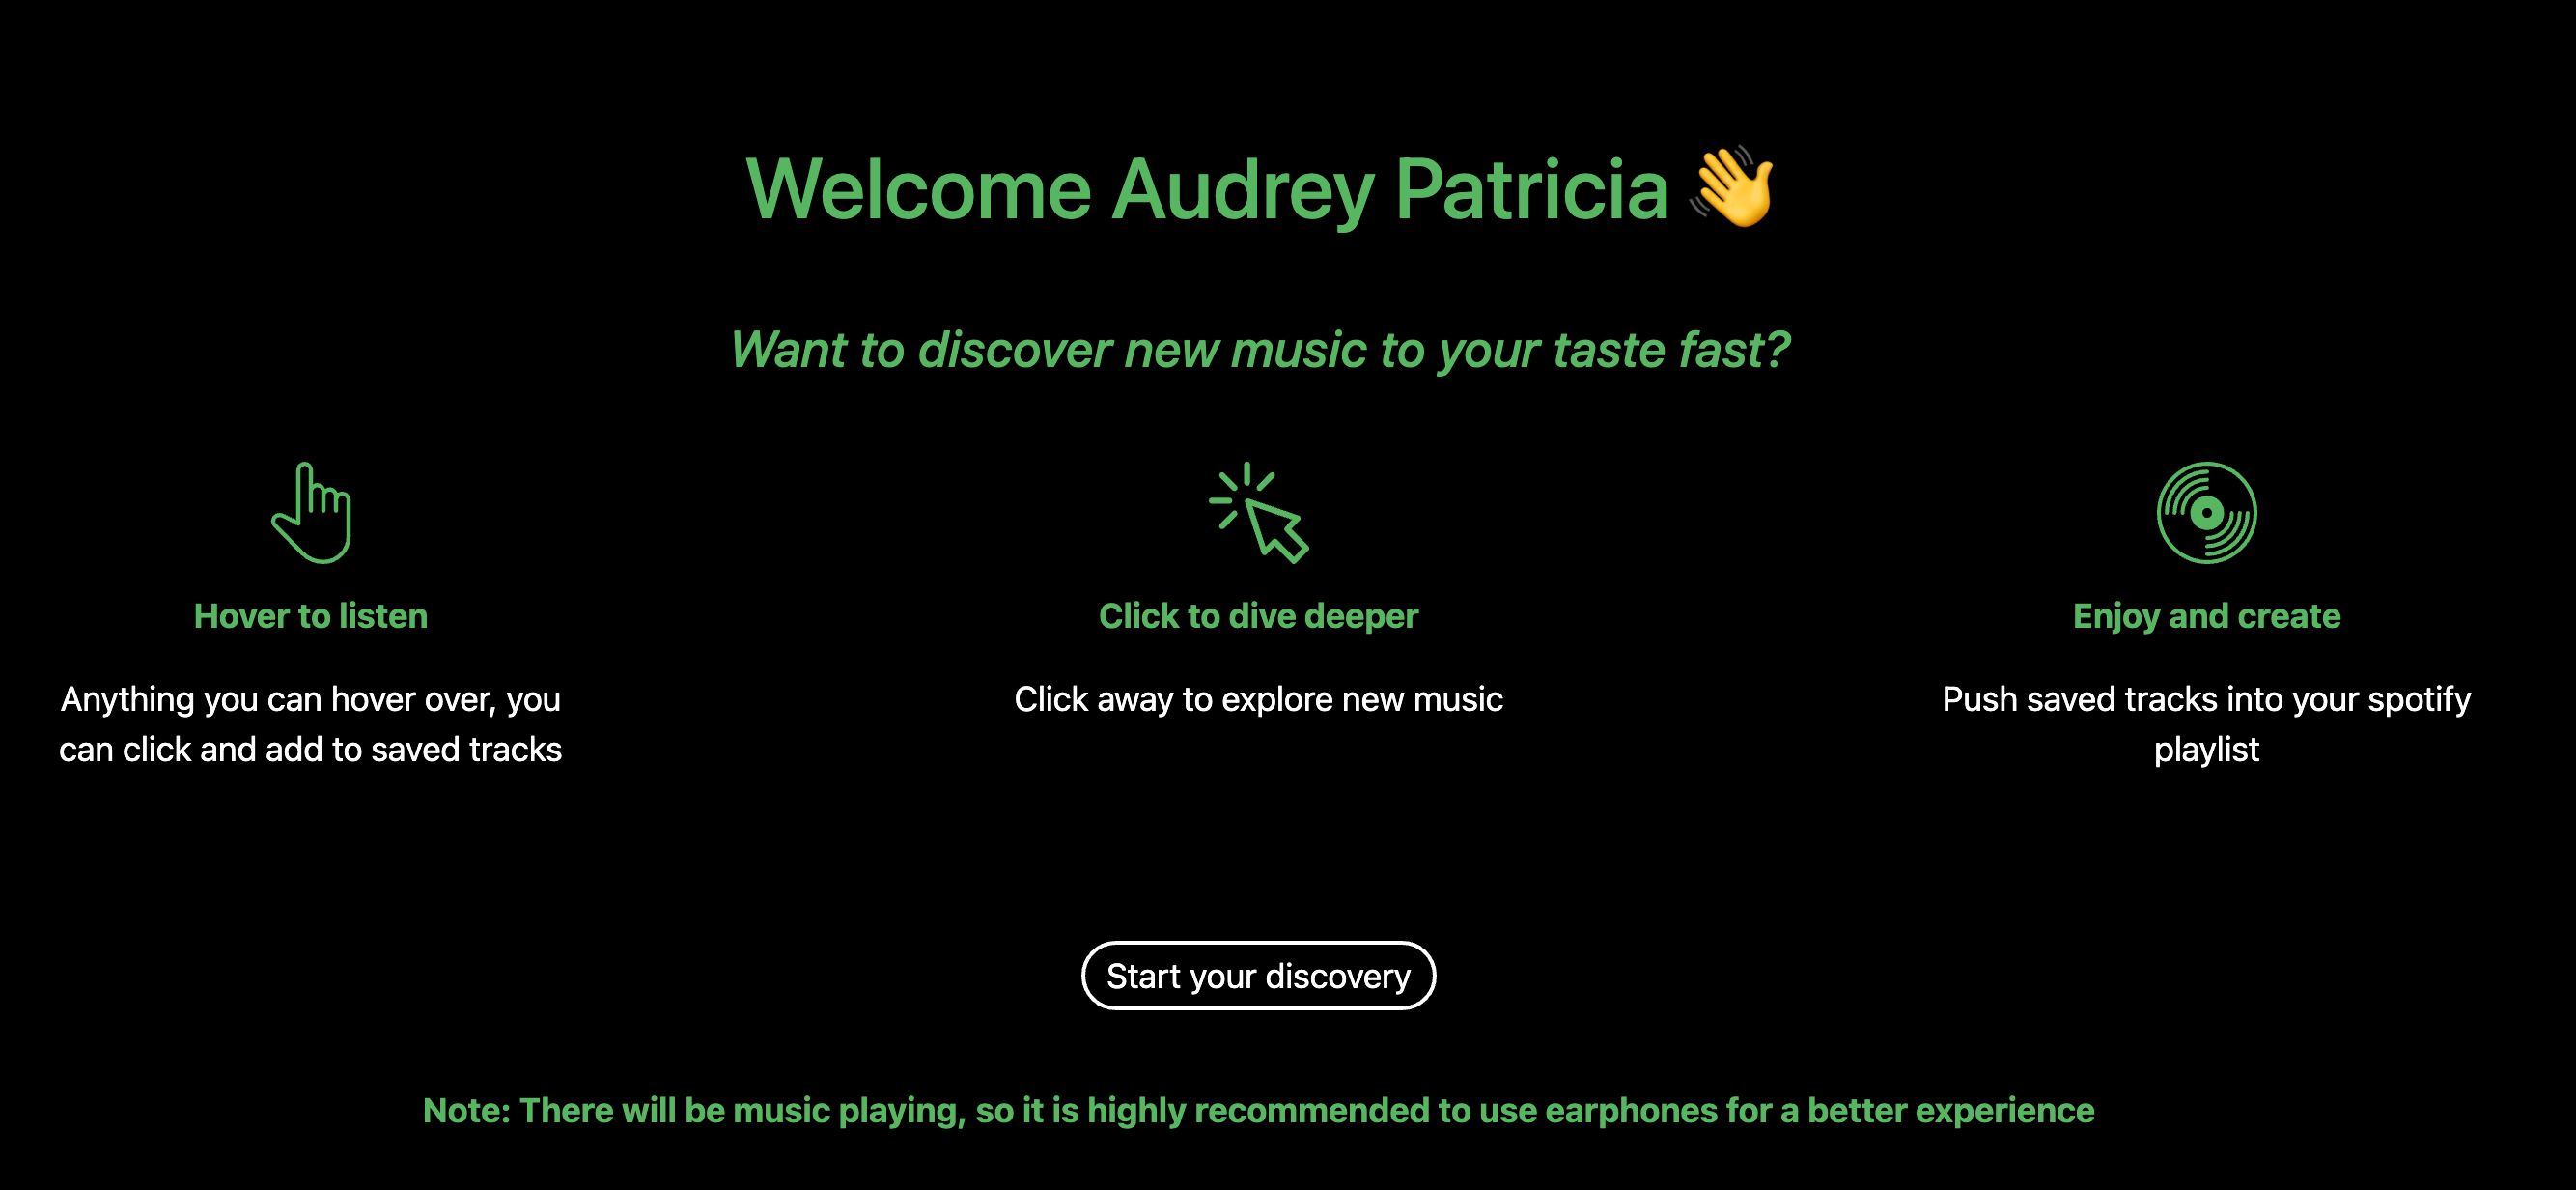 Welcome Audrey Patricia 👋
Want to discover new music to your taste fast?
Hover to listen
Anything you can hover over, you
can click and add to saved tracks
Click to dive deeper
Click away to explore new music
Enjoy and create
Push saved tracks into your spotify
playlist
Start your discovery
Note: There will be music playing, so it is highly recommended to use earphones for a better experience